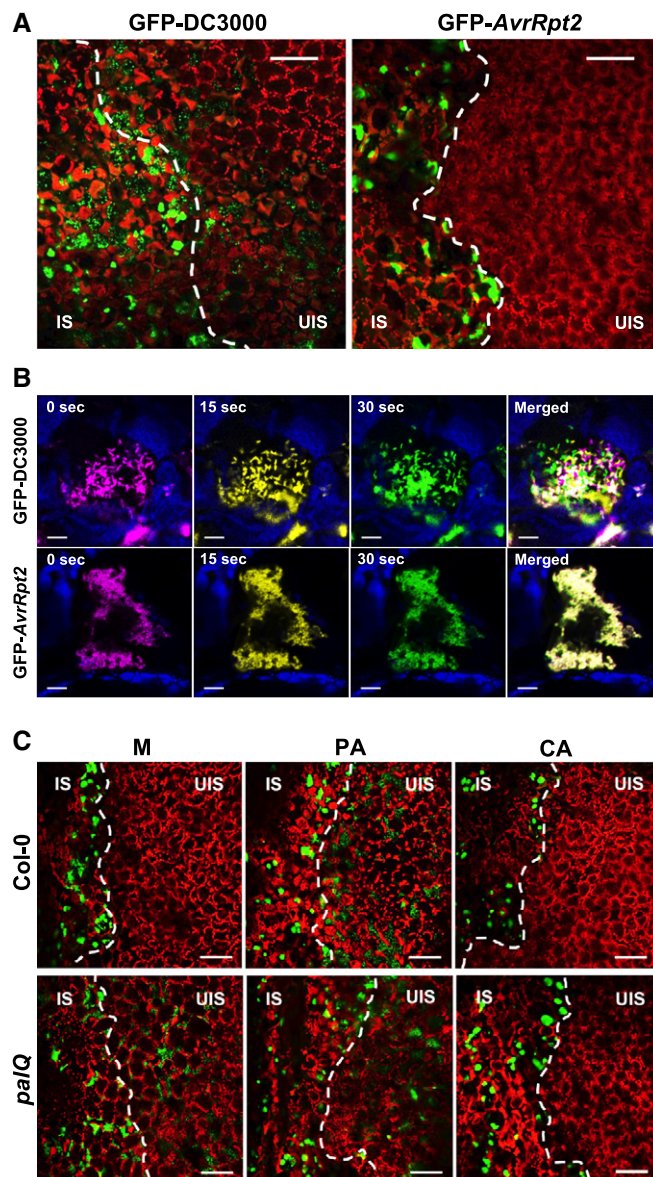 A
GFP-DC3000 GFP-AvrRpt2
IS UIS IS UIS
B
GFP-DC3000
0 sec 15 sec 30 sec Merged
GFP-AvrRpt2
0 sec 15 sec 30 sec Merged
C
M PA CA
Col-0
IS UIS IS UIS IS UIS
palQ
IS UIS IS UIS IS UIS